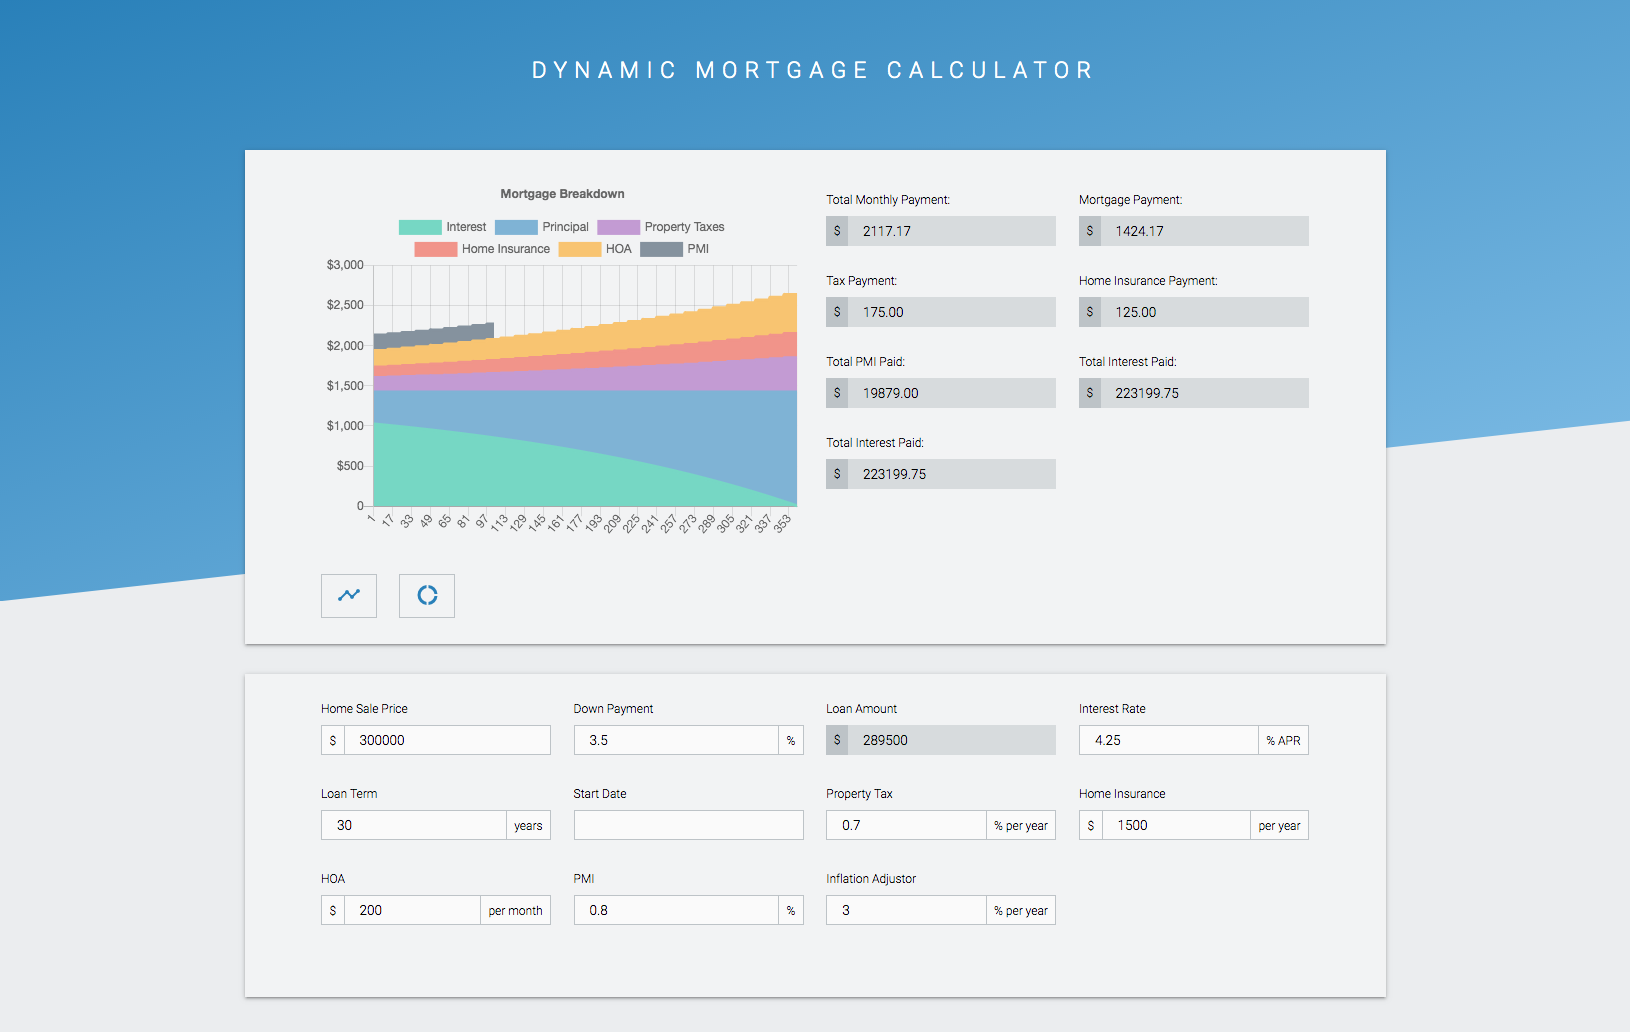 DYNAMIC MORTGAGE CALCULATOR
Mortgage Breakdown
Interest Principal Property Taxes
Home Insurance HOA PMI
$3,000
$2,500
$2,000
$1,500
$1,000
$500
0
1 17 33 49 65 81 97 113 129 145 161 177 193 209 225 241 257 273 289 305 321 337 353
Total Monthly Payment: Mortgage Payment:
$ 2117.17 $ 1424.17
Tax Payment: Home Insurance Payment:
$ 175.00 $ 125.00
Total PMI Paid: Total Interest Paid:
$ 19879.00 $ 223199.75
Total Interest Paid:
$ 223199.75
Home Sale Price Down Payment Loan Amount Interest Rate
$ 300000 3.5 % $ 289500 4.25 % APR
Loan Term Start Date Property Tax Home Insurance
30 years 0.7 % per year $ 1500 per year
HOA PMI Inflation Adjustor
$ 200 per month 0.8 % 3 % per year